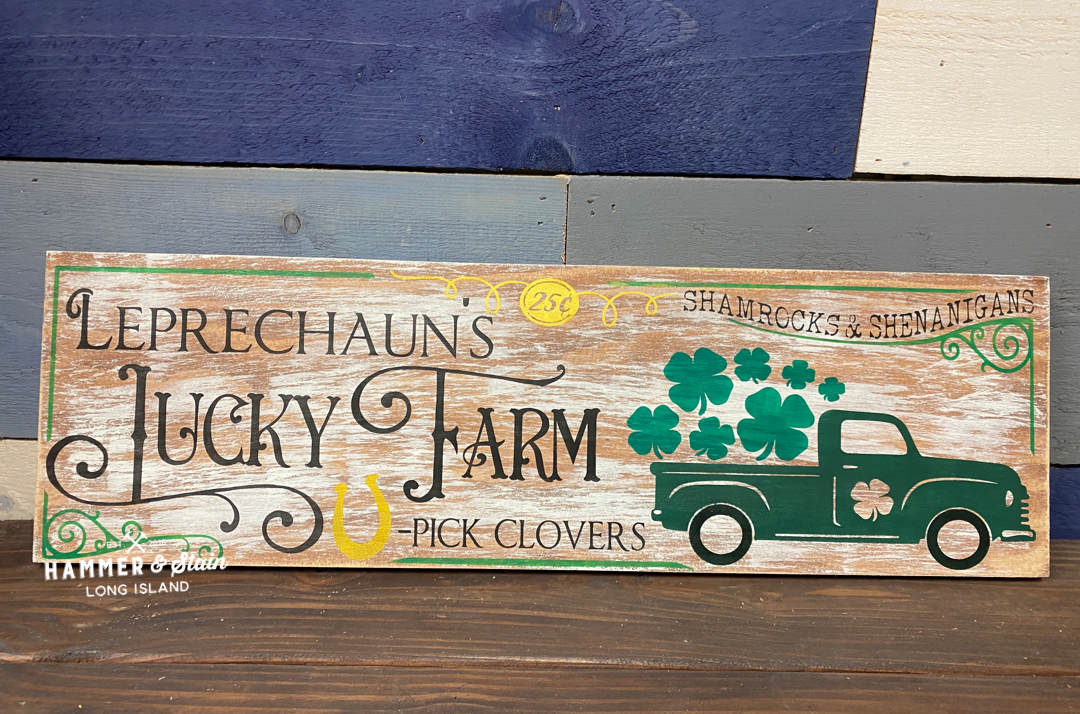 LEPRECHAUN'S
25¢
SHAMROCKS & SHENANIGANS
LUCKY FARM
-PICK CLOVERS
HAMMER & Stain
LONG ISLAND